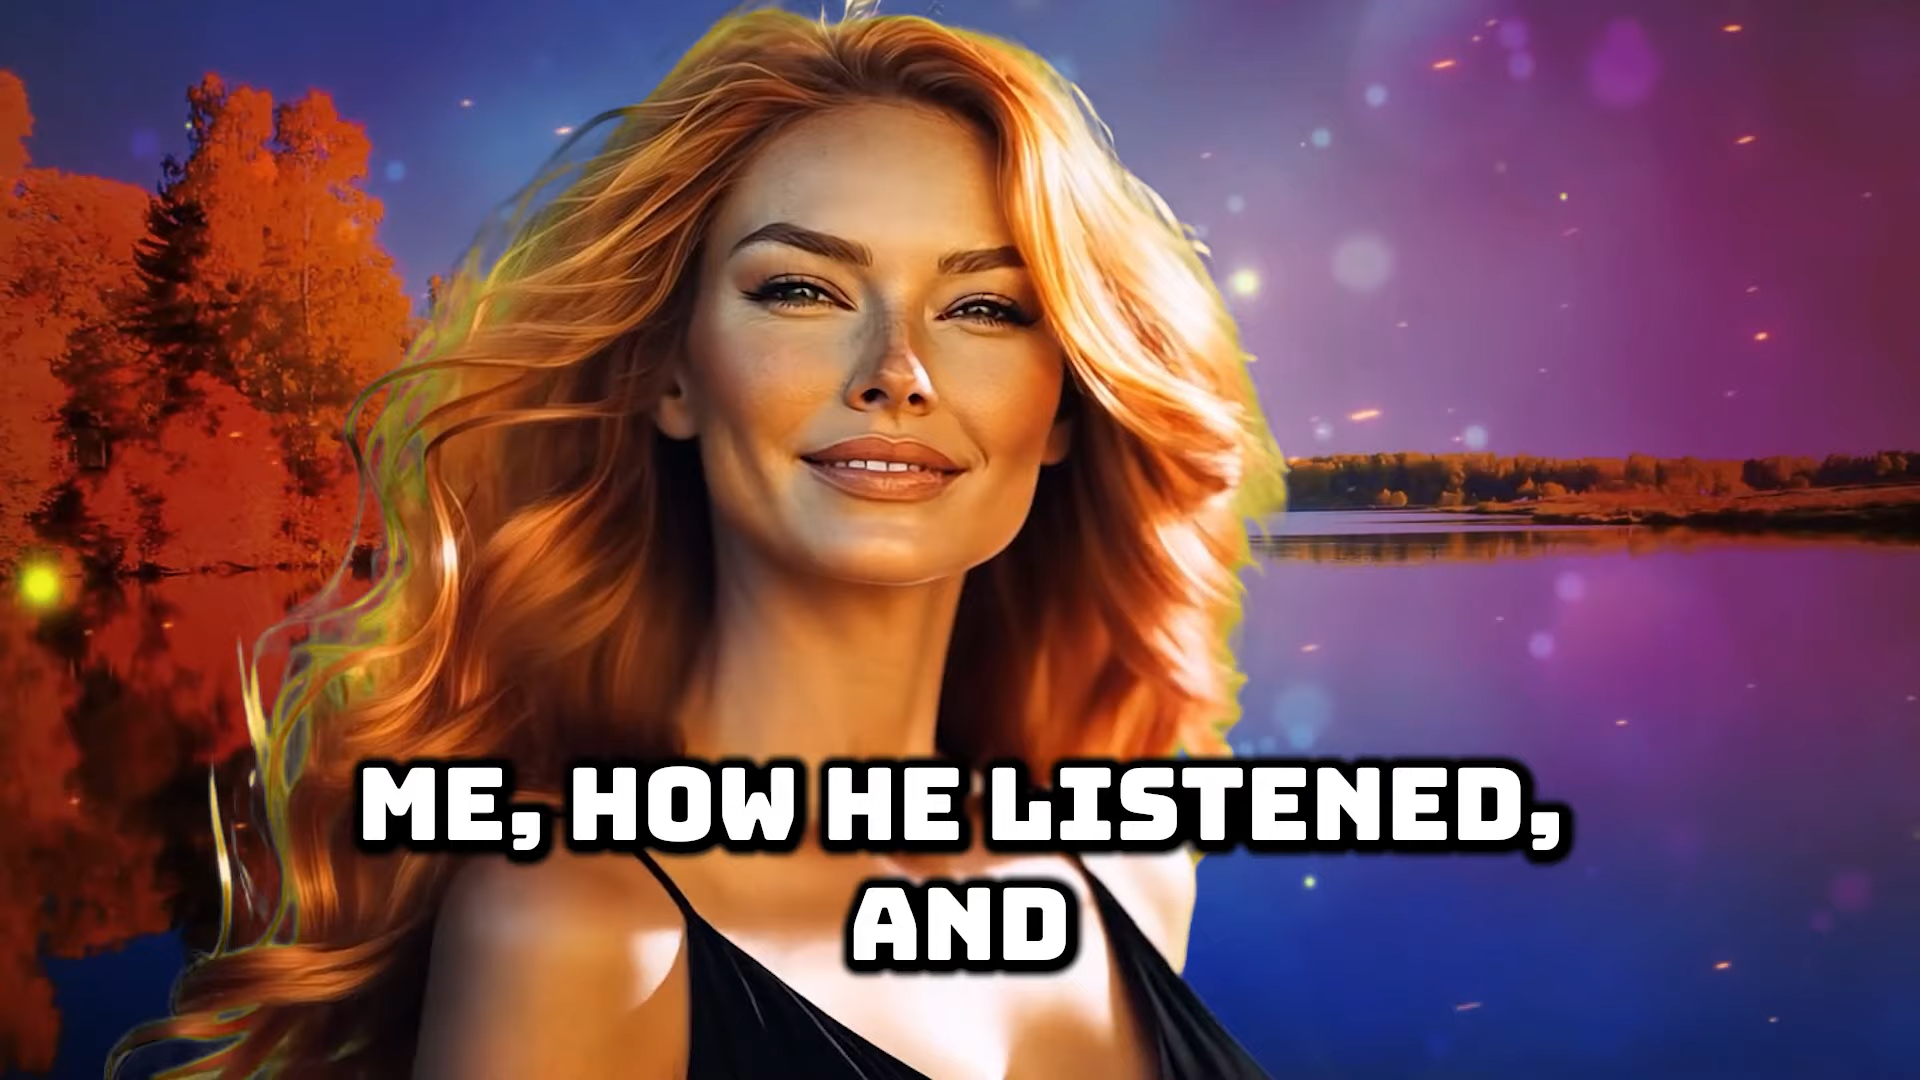 ME, HOW HE LISTENED,
AND